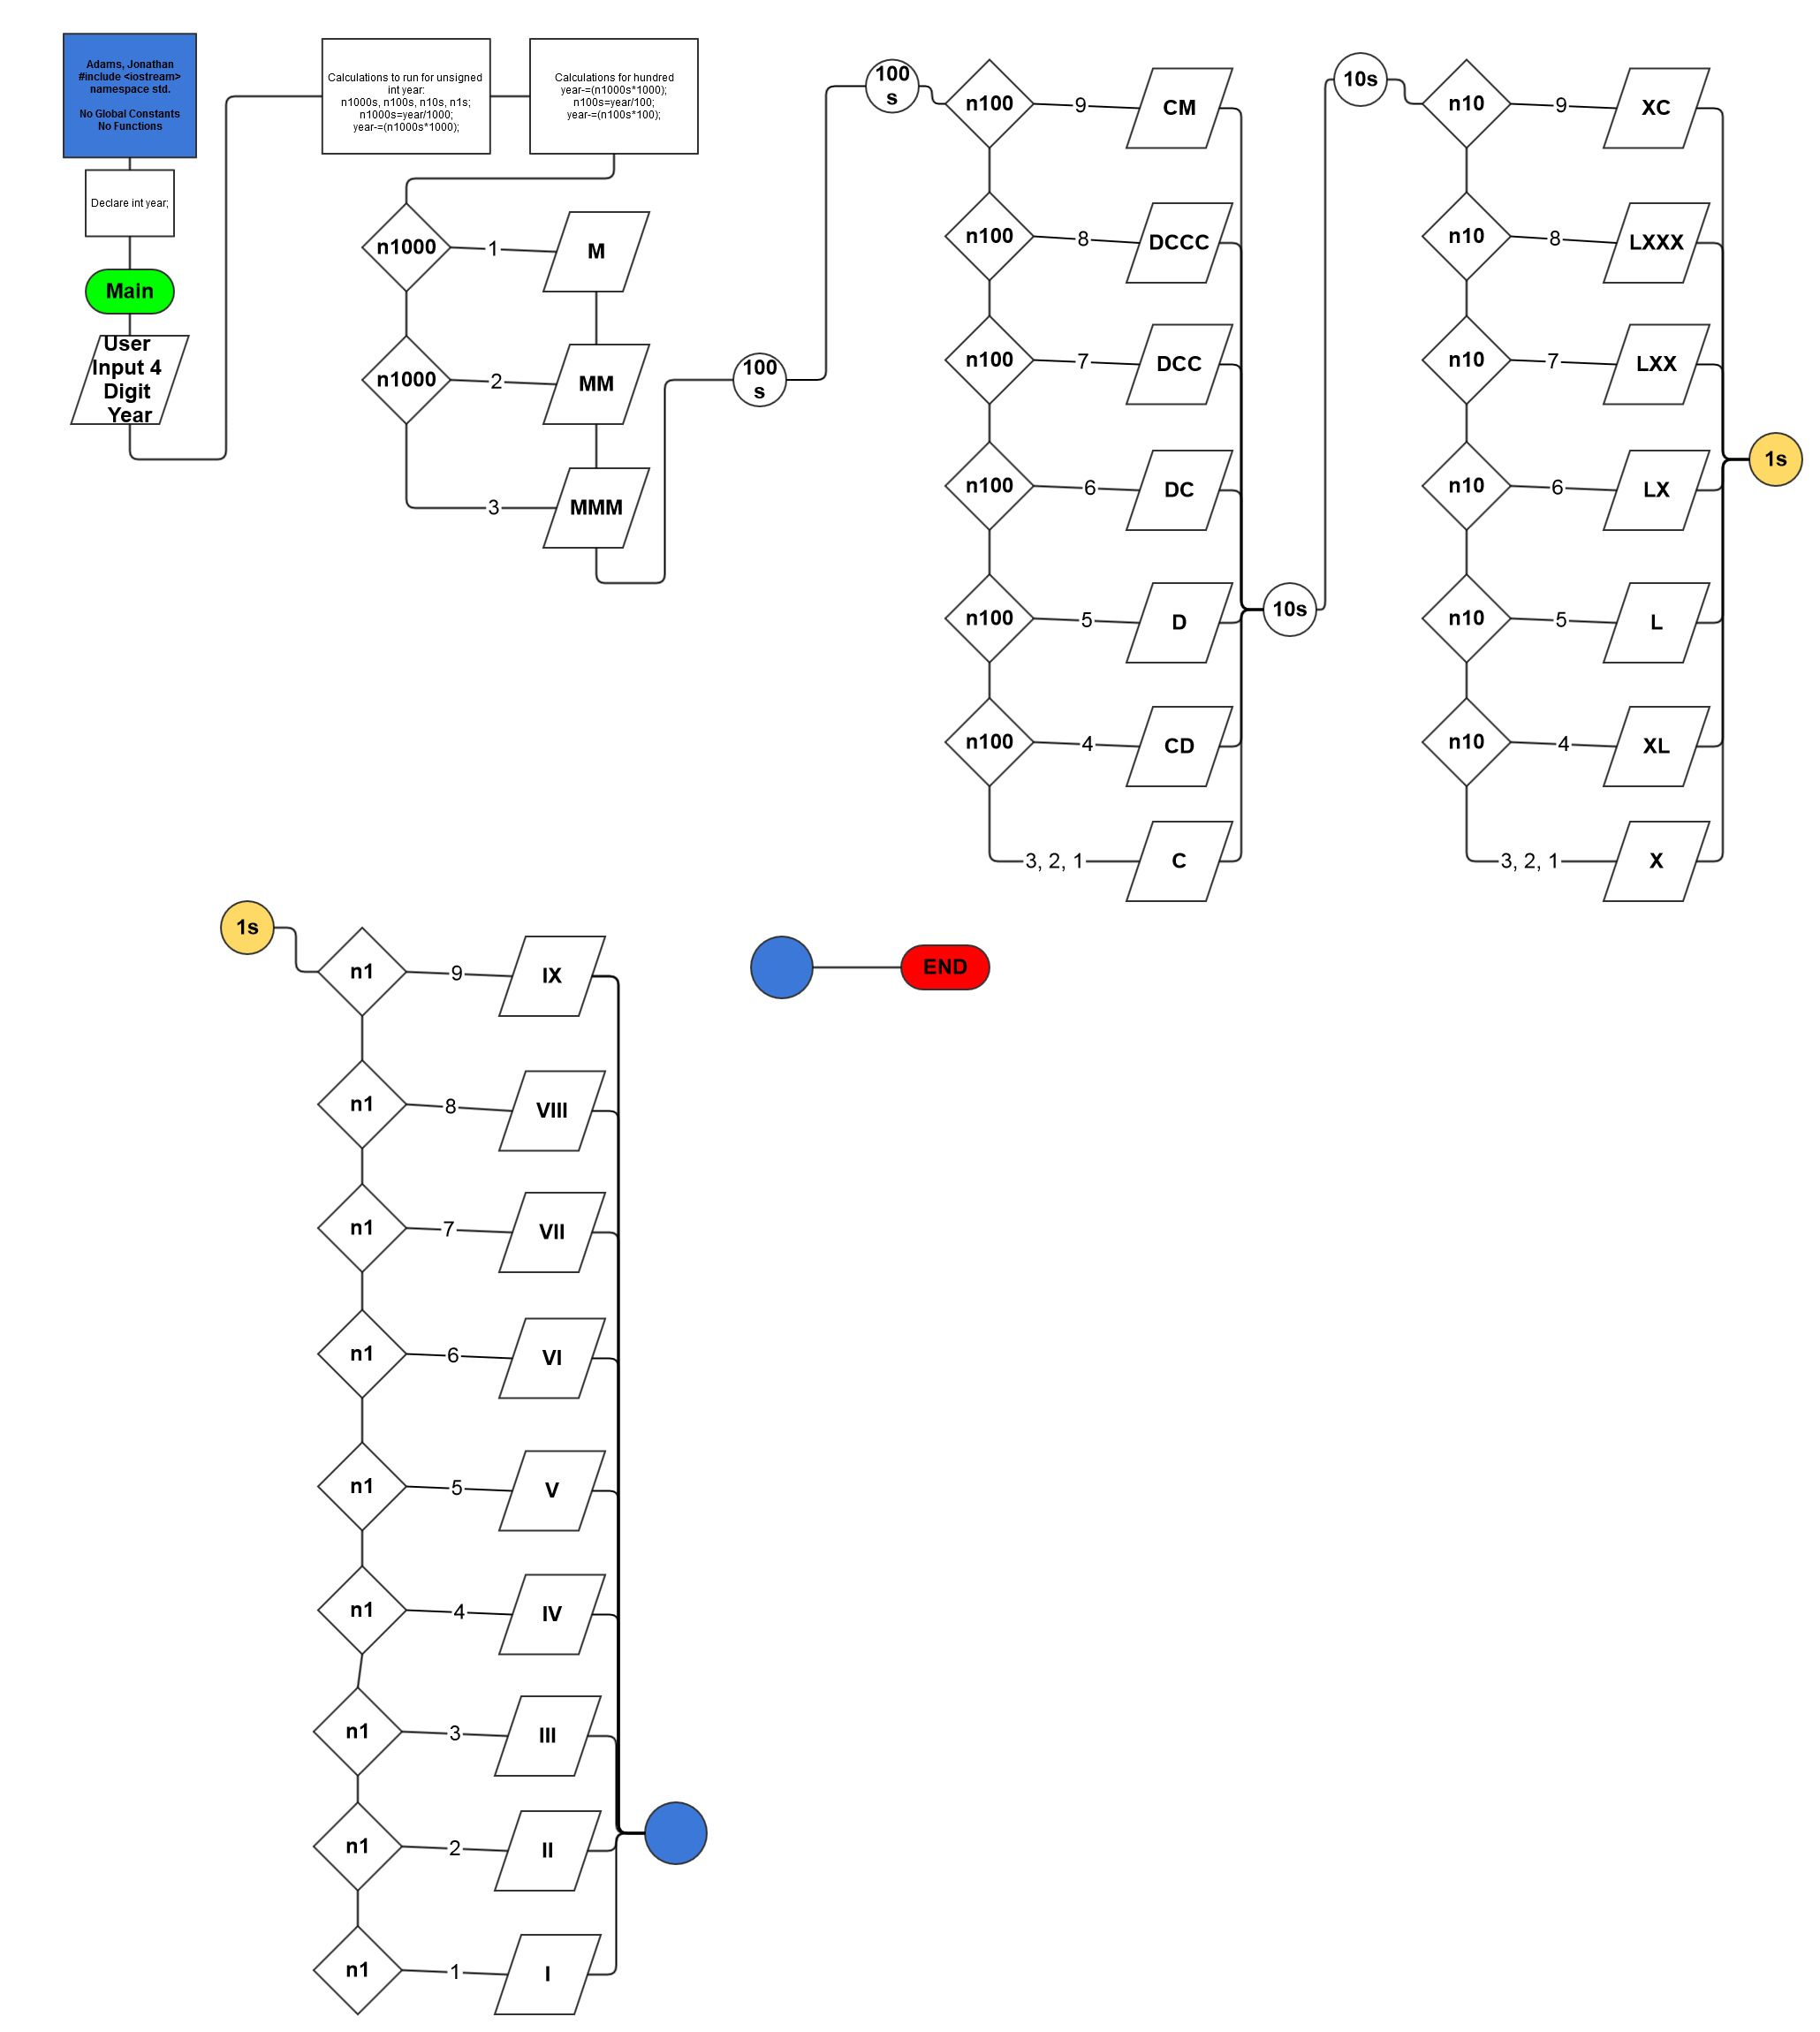 Adams, Jonathan
#include <iostream>
namespace std.
No Global Constants
No Functions
Declare int year;
Main
User
Input 4
Digit
Year
Calculations to run for unsigned
int year:
n1000s, n100s, n10s, n1s;
n1000s=year/1000;
year-=(n1000s*1000);
Calculations for hundred
year-=(n1000s*1000);
n100s=year/100;
year-=(n100s*100);
n1000
1
M
n1000
2
MM
3
MMM
100
s
100
s
n100
9
CM
n100
8
DCCC
n100
7
DCC
n100
6
DC
n100
5
D
n100
4
CD
3, 2, 1
C
10s
10s
n10
9
XC
n10
8
LXXX
n10
7
LXX
n10
6
LX
n10
5
L
n10
4
XL
3, 2, 1
X
1s
1s
n1
9
IX
n1
8
VIII
n1
7
VII
n1
6
VI
n1
5
V
n1
4
IV
n1
3
III
n1
2
II
n1
1
I
END